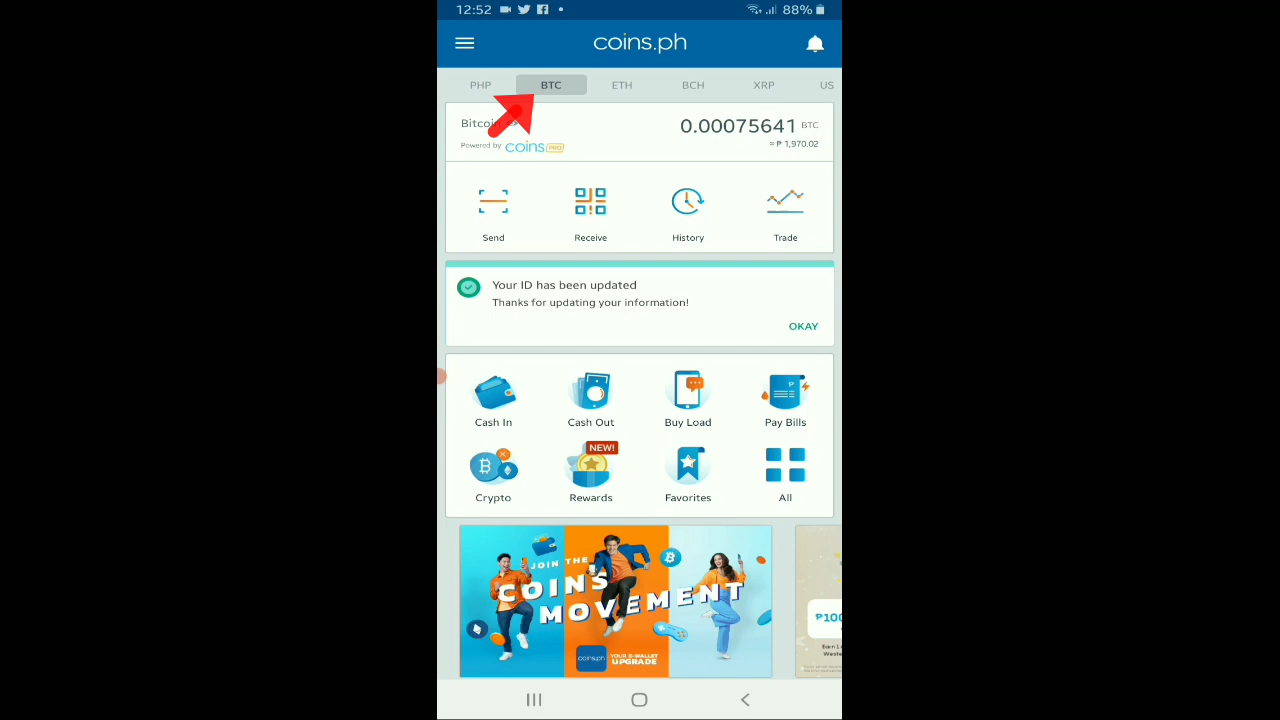 12:52 88%
coins.ph
PHP BTC ETH BCH XRP US
Bitcoin 0.00075641 BTC
Powered by coins PRO ≈ ₱ 1,970.02
Send Receive History Trade
Your ID has been updated
Thanks for updating your information!
OKAY
Cash In Cash Out Buy Load Pay Bills
NEW!
Crypto Rewards Favorites All
JOIN THE
COINS
MOVEMENT
coins.ph YOUR E-WALLET
UPGRADE
₱100
Earn 1
Weste